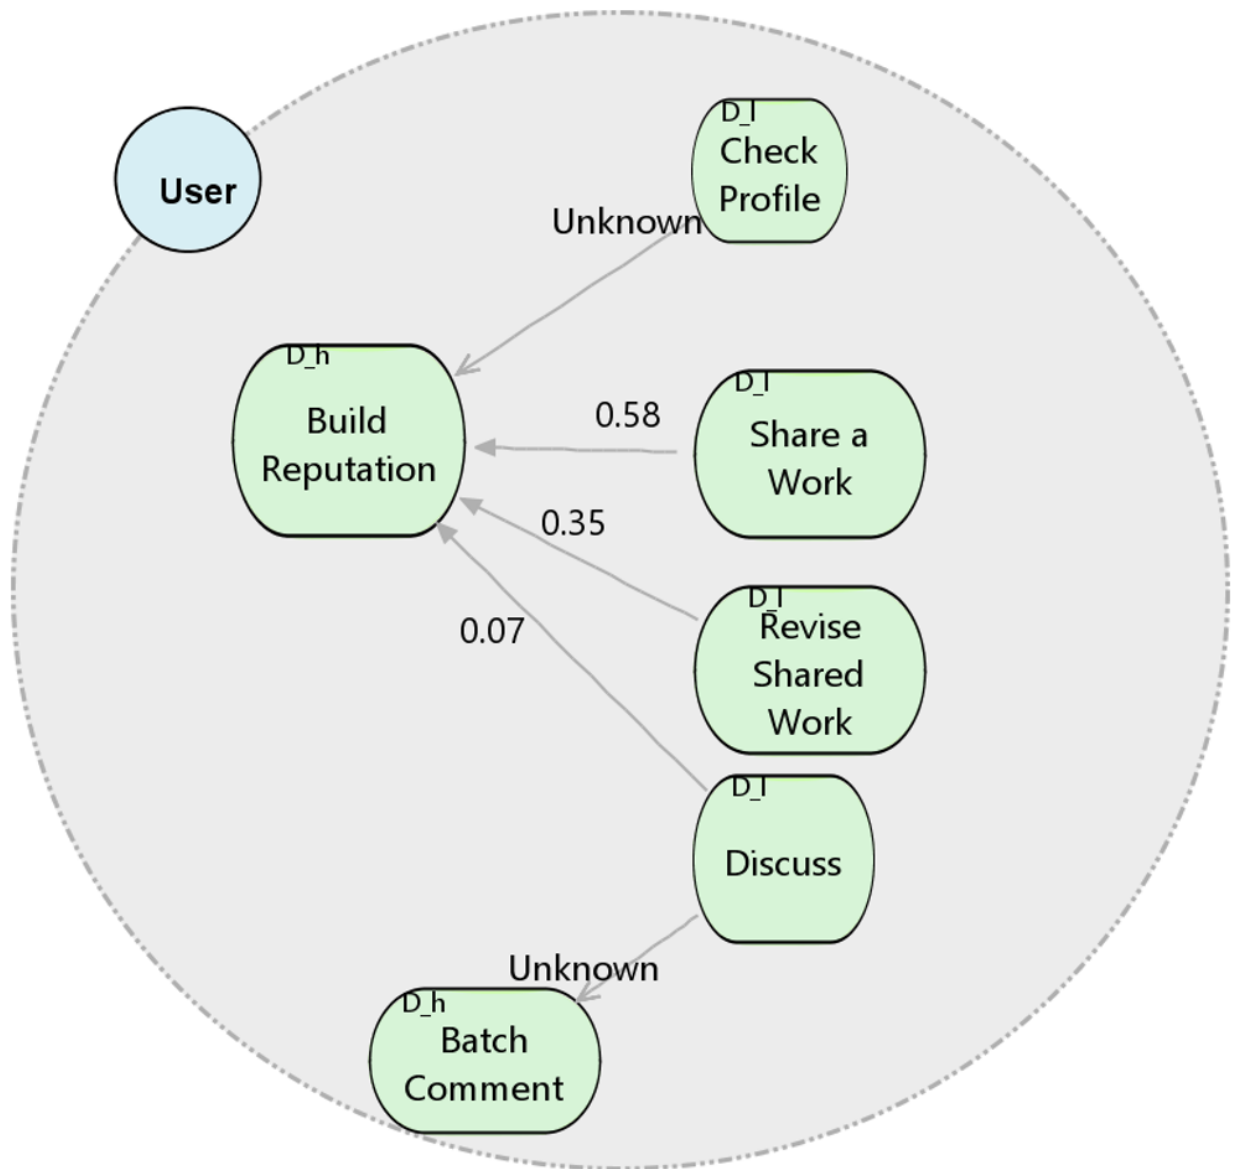 D_l
Check
Profile
User
Unknown
D_h
Build
Reputation
0.58
D_l
Share a
Work
0.35
D_l
Revise
Shared
Work
0.07
D_l
Discuss
Unknown
D_h
Batch
Comment